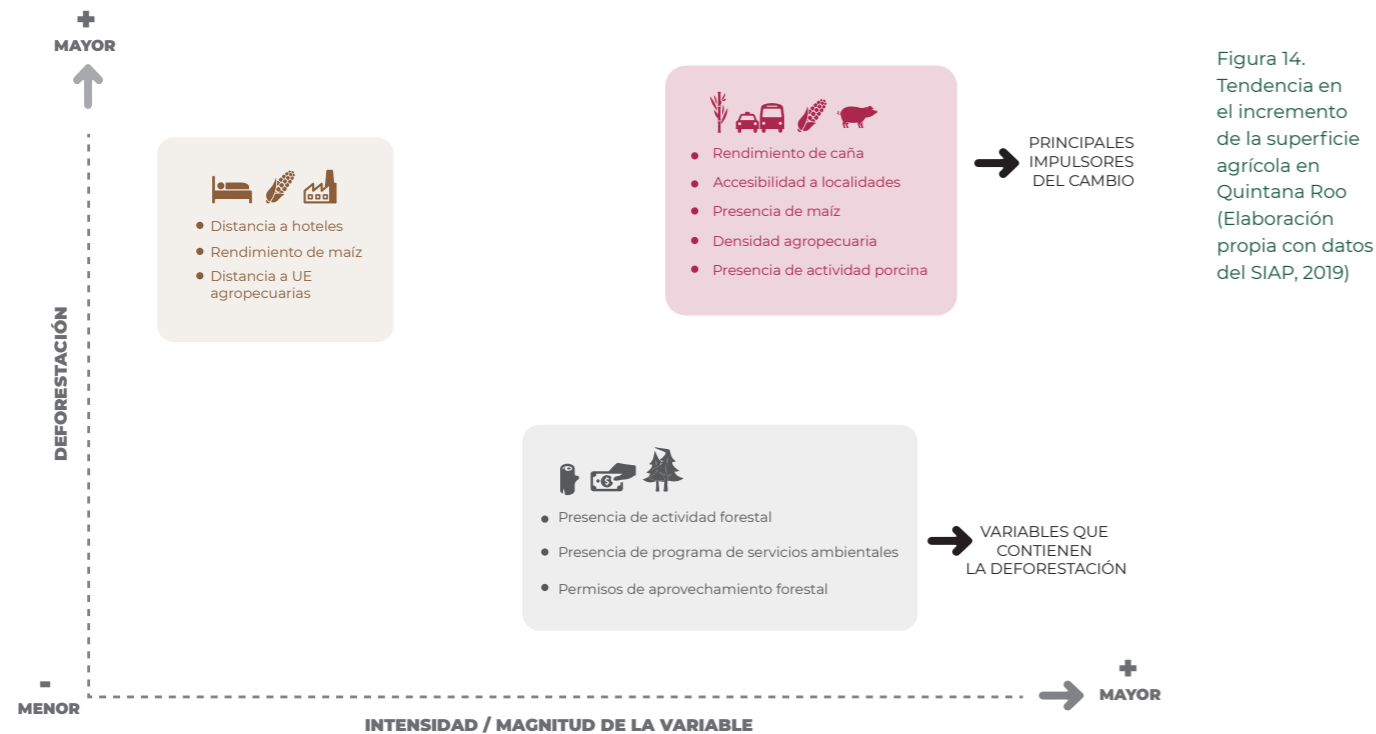 +
MAYOR
DEFORESTACIÓN
Distancia a hoteles
Rendimiento de maíz
Distancia a UE
agropecuarias
Rendimiento de caña
Accesibilidad a localidades
Presencia de maíz
Densidad agropecuaria
Presencia de actividad porcina
PRINCIPALES
IMPULSORES
DEL CAMBIO
$
Presencia de actividad forestal
Presencia de programa de servicios ambientales
Permisos de aprovechamiento forestal
VARIABLES QUE
CONTIENEN
LA DEFORESTACIÓN
-
MENOR
INTENSIDAD / MAGNITUD DE LA VARIABLE
+
MAYOR
Figura 14.
Tendencia en
el incremento
de la superficie
agrícola en
Quintana Roo
(Elaboración
propia con datos
del SIAP, 2019)